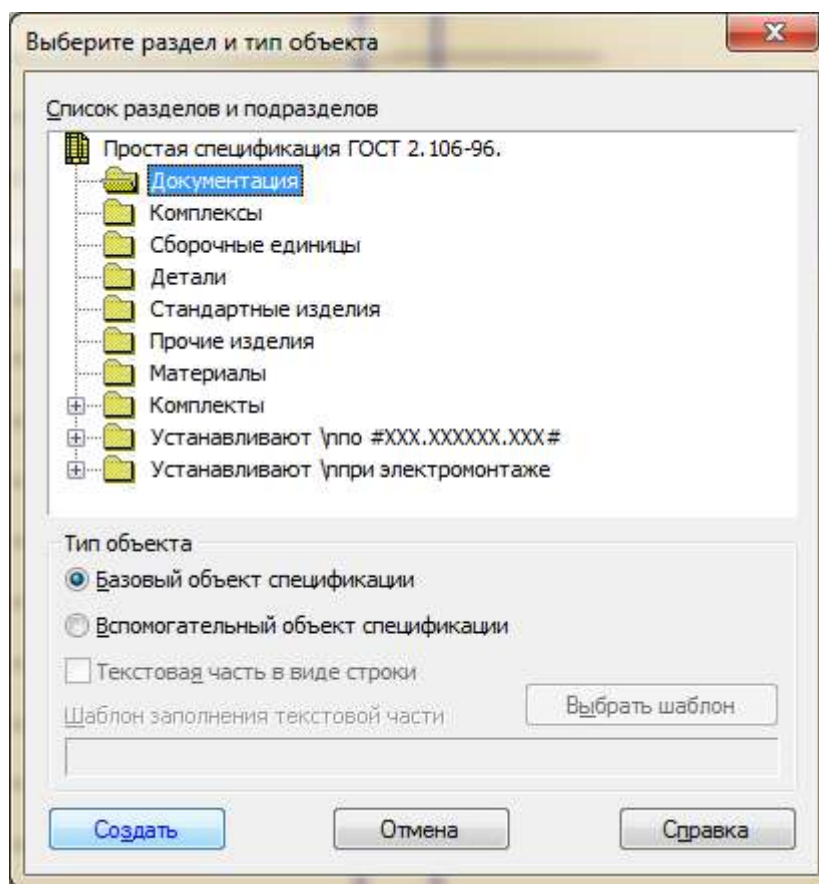 Выберите раздел и тип объекта
Список разделов и подразделов
Простая спецификация ГОСТ 2.106-96.
Документация
Комплексы
Сборочные единицы
Детали
Стандартные изделия
Прочие изделия
Материалы
Комплекты
Устанавливают \nпо #XXX.XXXXXX.XXX#
Устанавливают \nпри электромонтаже
Тип объекта
Базовый объект спецификации
Вспомогательный объект спецификации
Текстовая часть в виде строки
Шаблон заполнения текстовой части
Выбрать шаблон
Создать Отмена Справка